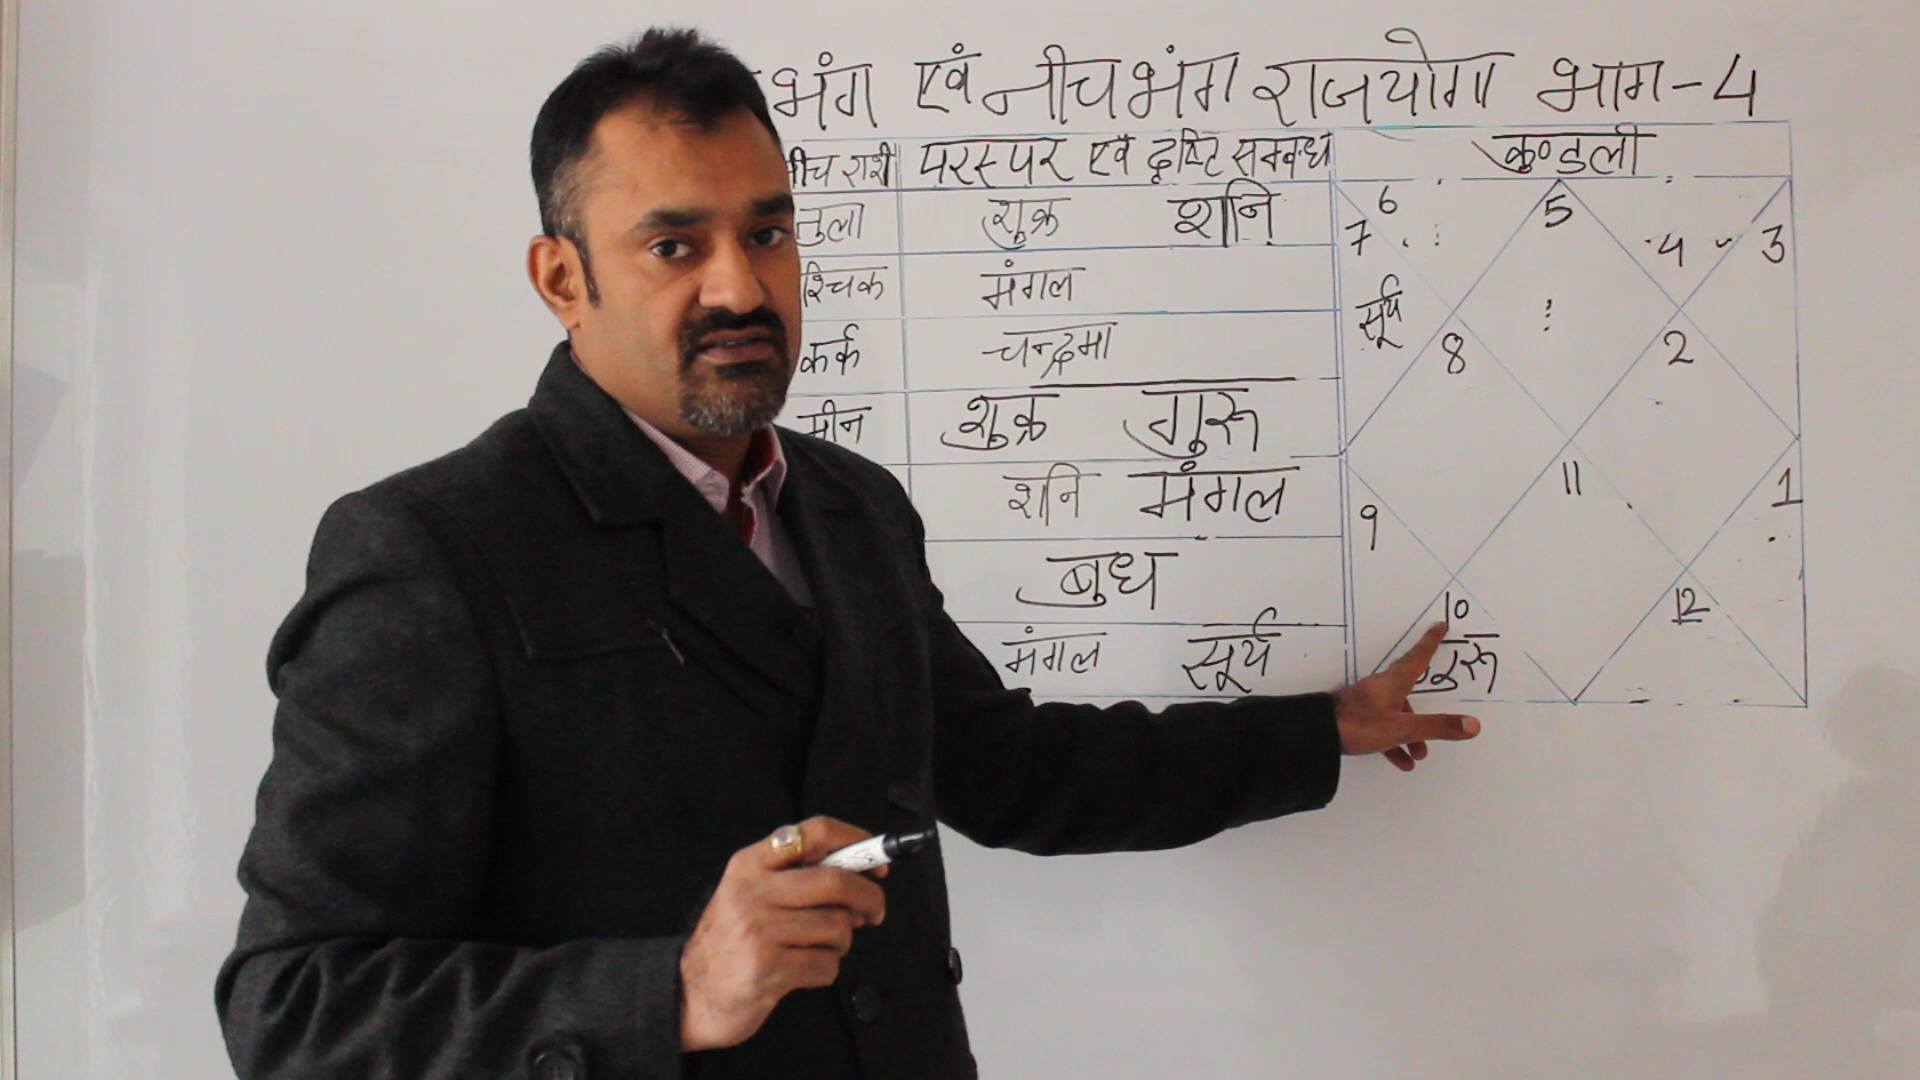 भंग एवं नीचभंग राजयोग भाग-4
नीच राशी परस्पर एवं दृष्टि सम्बन्ध कुण्डली
तुला शुक्र शनि
श्चिक मंगल
कर्क चन्द्रमा
मीन शुक्र गुरू
शनि मंगल
बुध
मंगल सूर्य
6 5
7 4 3
सूर्य
8 2
11 1
9
10 12
गुरू